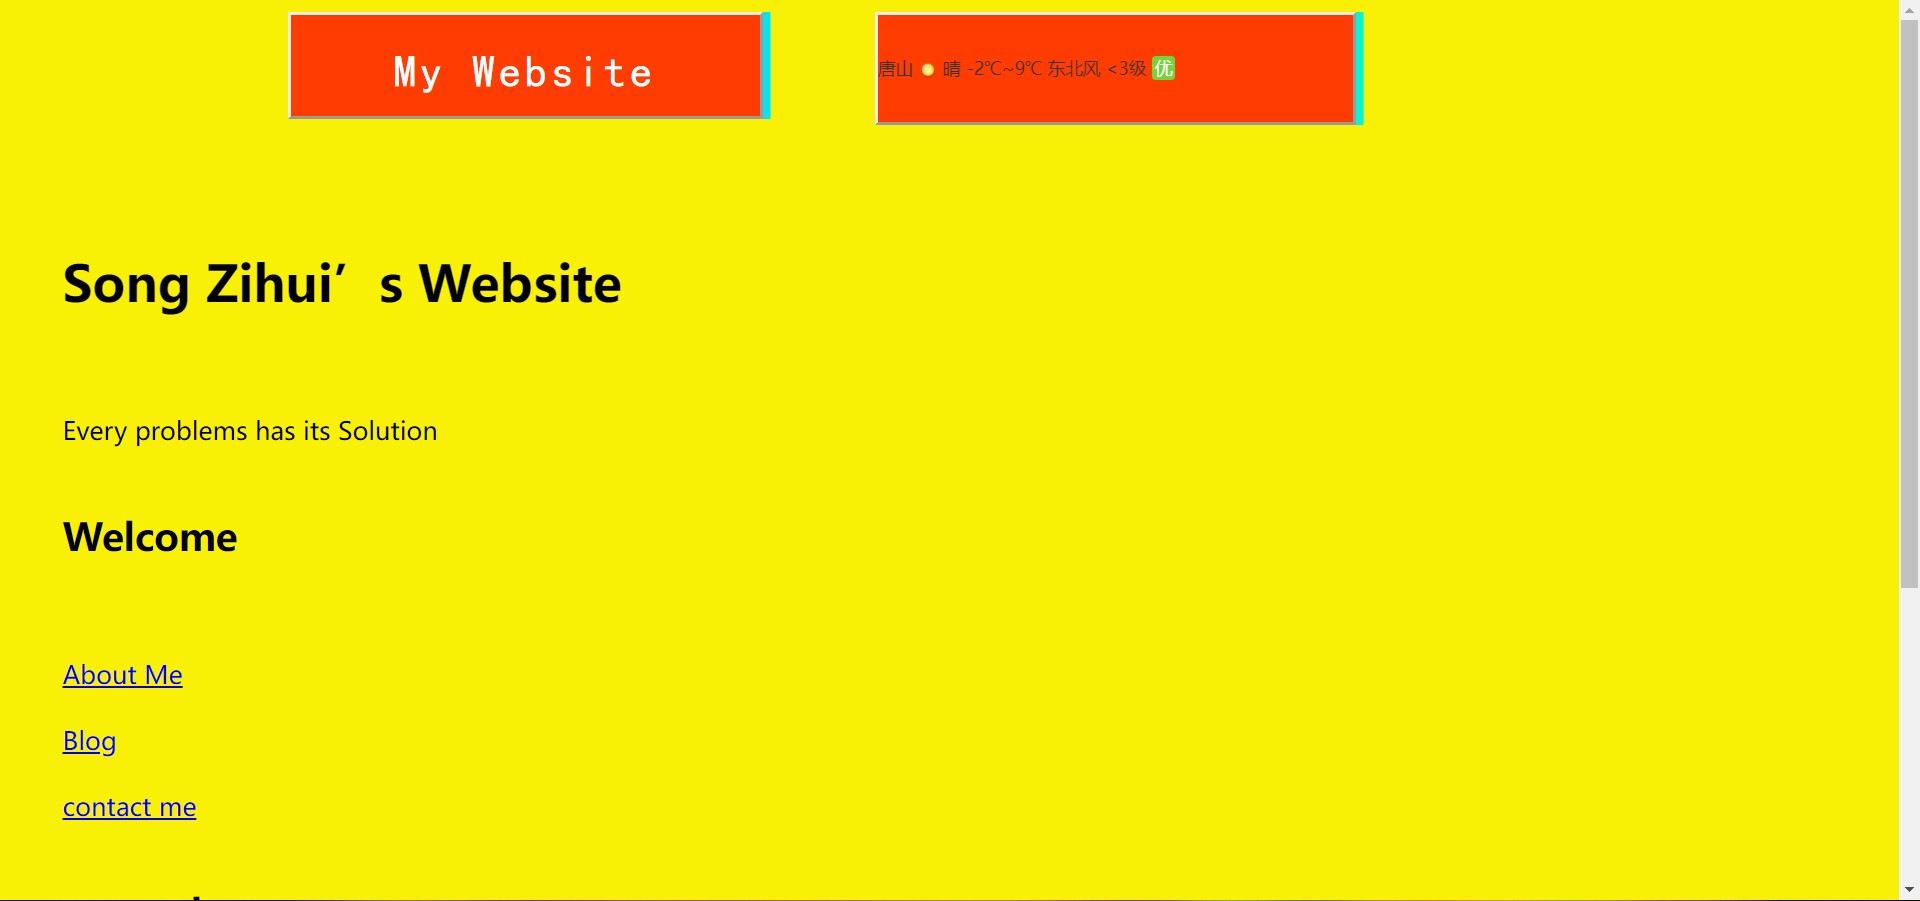 My Website
唐山 晴 -2℃~9℃ 东北风 <3级 优
Song Zihui’s Website
Every problems has its Solution
Welcome
About Me
Blog
contact me